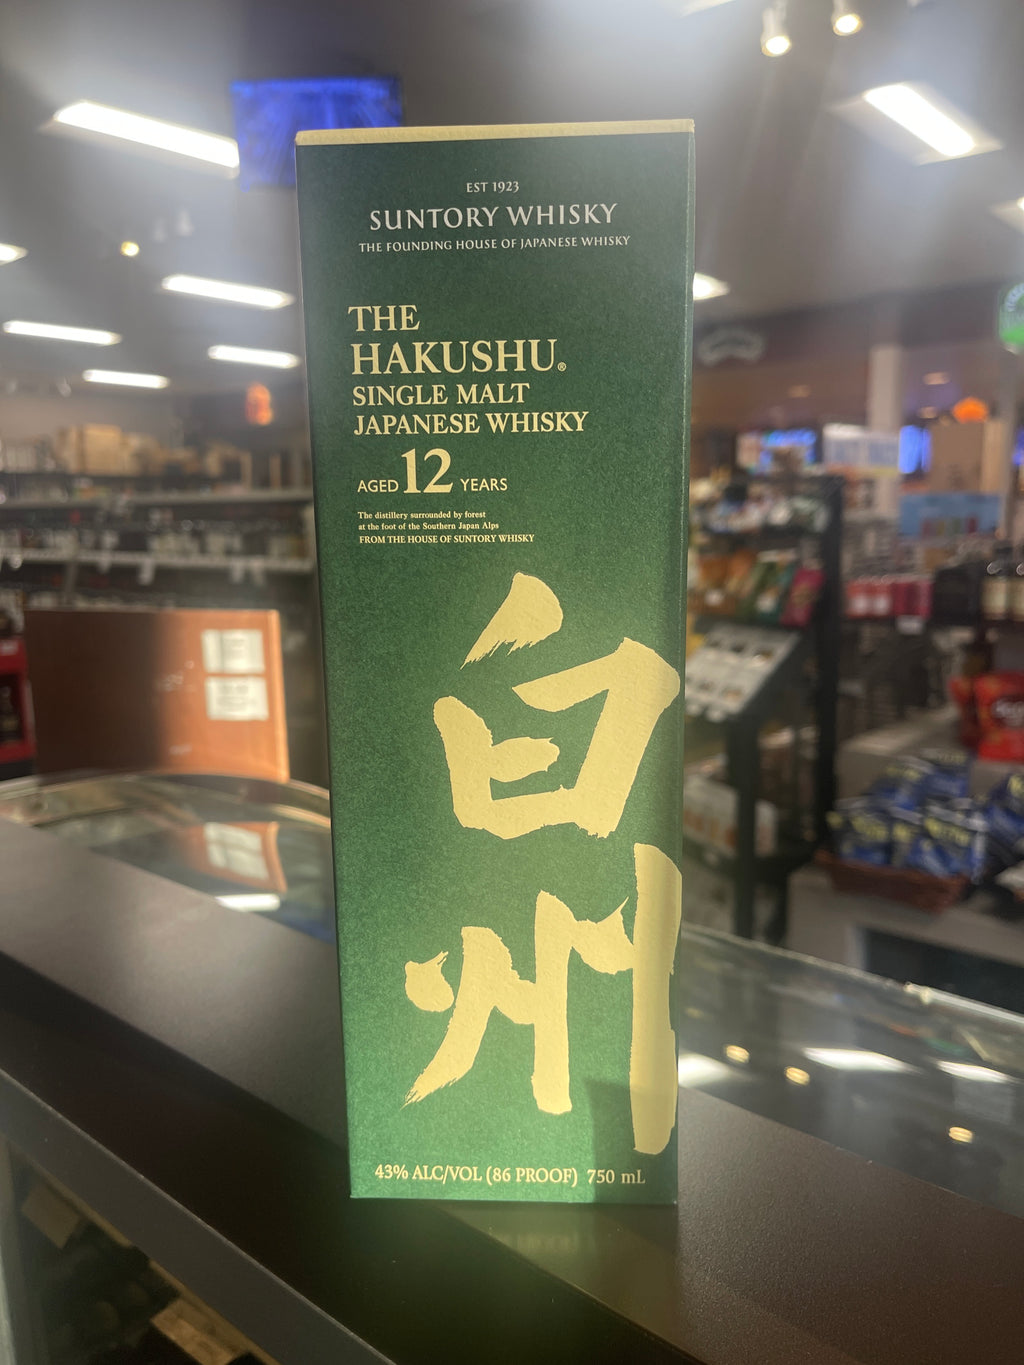 EST 1923
SUNTORY WHISKY
THE FOUNDING HOUSE OF JAPANESE WHISKY
THE
HAKUSHU®
SINGLE MALT
JAPANESE WHISKY
AGED 12 YEARS
The distillery surrounded by forest
at the foot of the Southern Japan Alps
FROM THE HOUSE OF SUNTORY WHISKY
白
州
43% ALC/VOL (86 PROOF) 750 mL